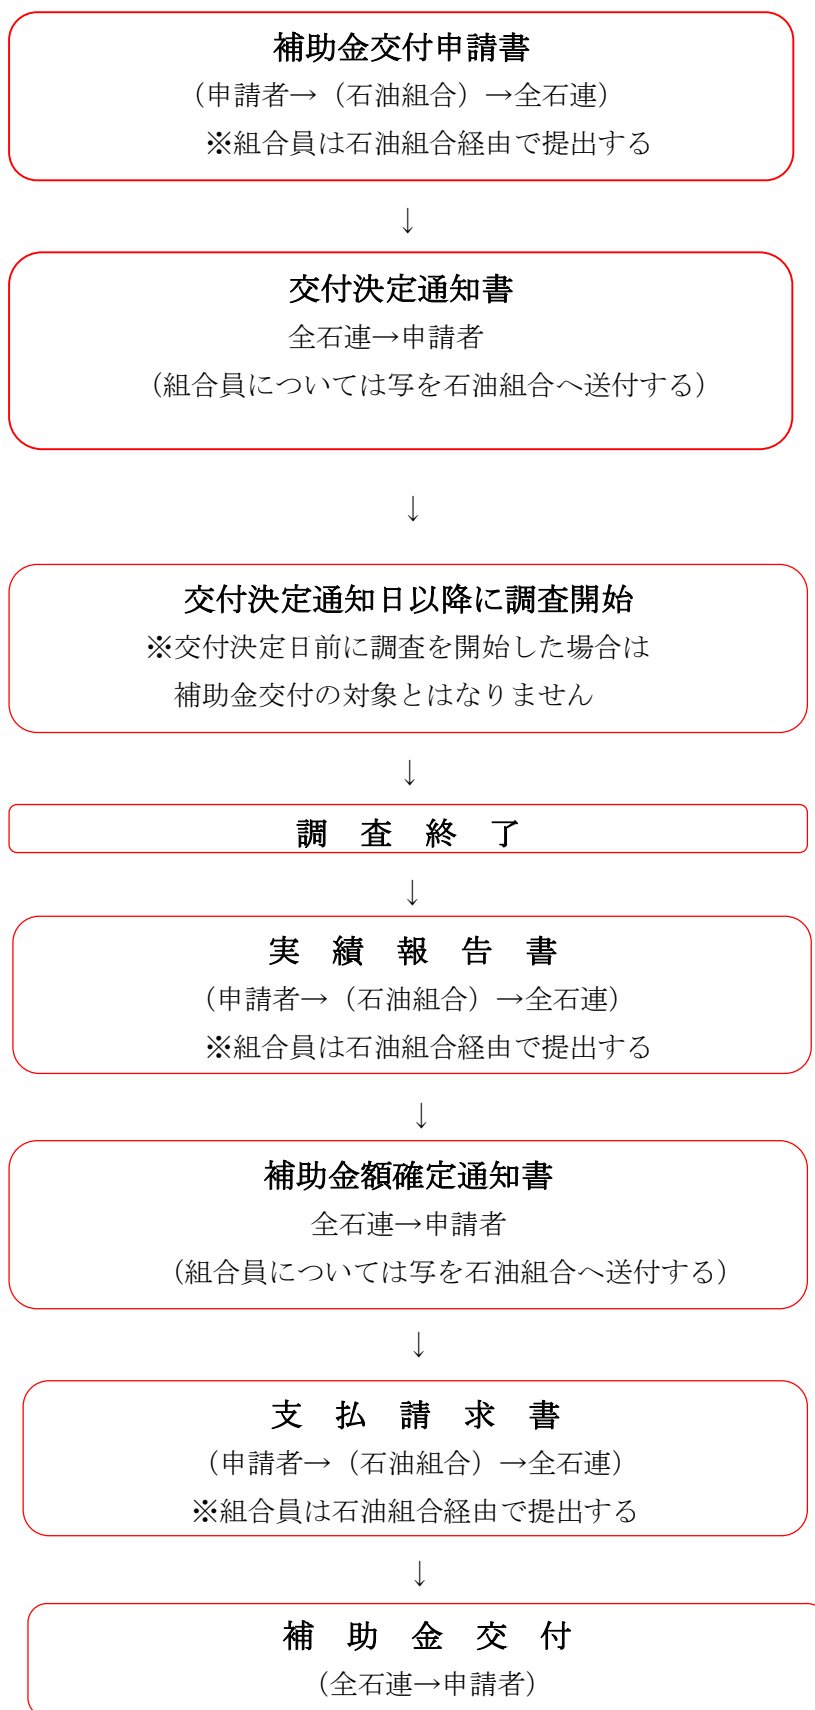 補助金交付申請書
（申請者→（石油組合）→全石連）
※組合員は石油組合経由で提出する
↓
交付決定通知書
全石連→申請者
（組合員については写を石油組合へ送付する）
↓
交付決定通知日以降に調査開始
※交付決定日前に調査を開始した場合は
補助金交付の対象とはなりません
↓
調　査　終　了
↓
実　績　報　告　書
（申請者→（石油組合）→全石連）
※組合員は石油組合経由で提出する
↓
補助金額確定通知書
全石連→申請者
（組合員については写を石油組合へ送付する）
↓
支　払　請　求　書
（申請者→（石油組合）→全石連）
※組合員は石油組合経由で提出する
↓
補　助　金　交　付
（全石連→申請者）